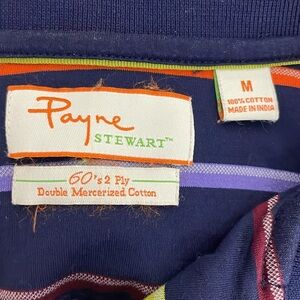 Payne
STEWART™
60's 2 Ply
Double Mercerized Cotton
M
100% COTTON
MADE IN INDIA